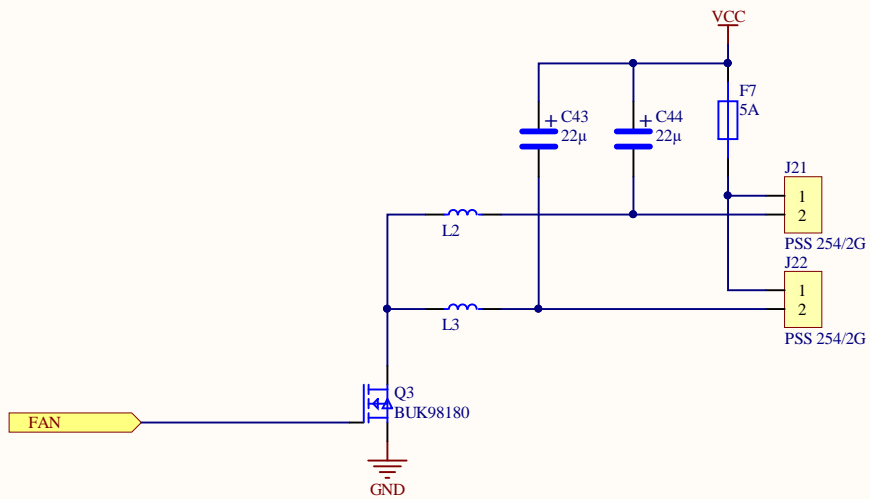 VCC
F7
5A
C43
22µ
C44
22µ
J21
1
2
PSS 254/2G
L2
J22
1
2
PSS 254/2G
L3
Q3
BUK98180
FAN
GND